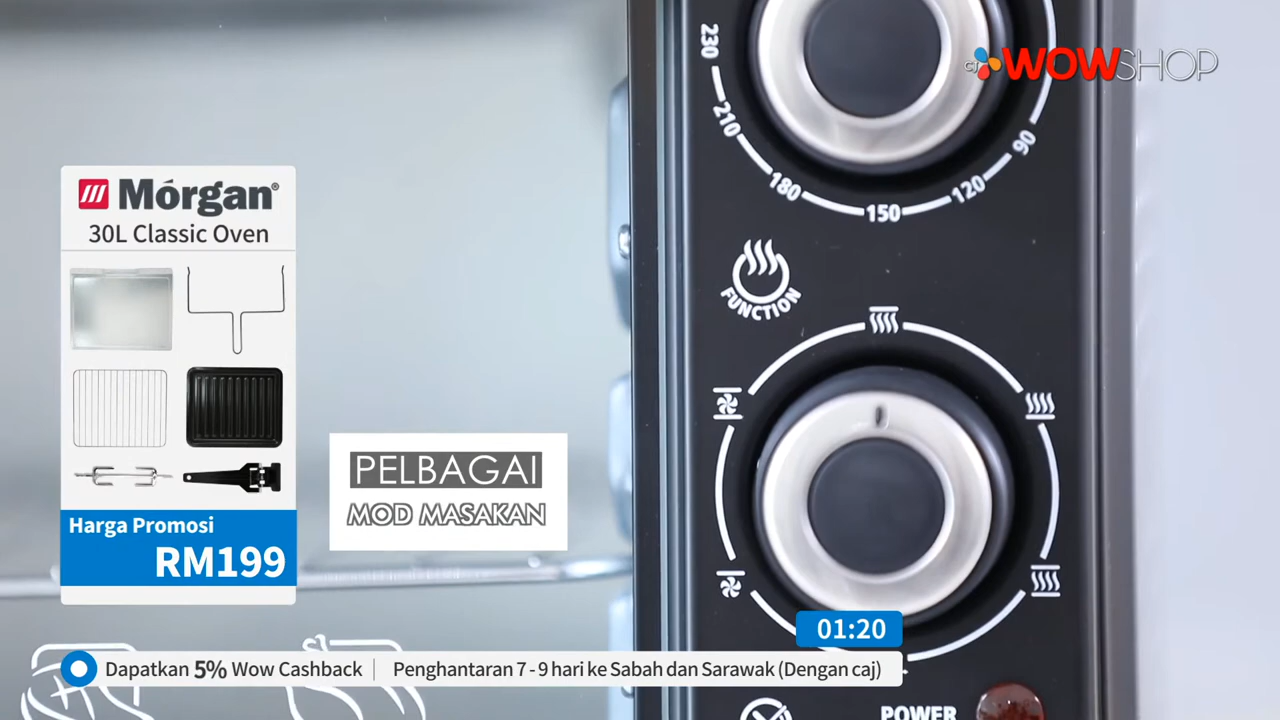 CJ WOWSHOP
230
210
180
150
120
90
FUNCTION
Mórgan®
30L Classic Oven
PELBAGAI
MOD MASAKAN
Harga Promosi
RM199
01:20
Dapatkan 5% Wow Cashback | Penghantaran 7 - 9 hari ke Sabah dan Sarawak (Dengan caj)
POWER